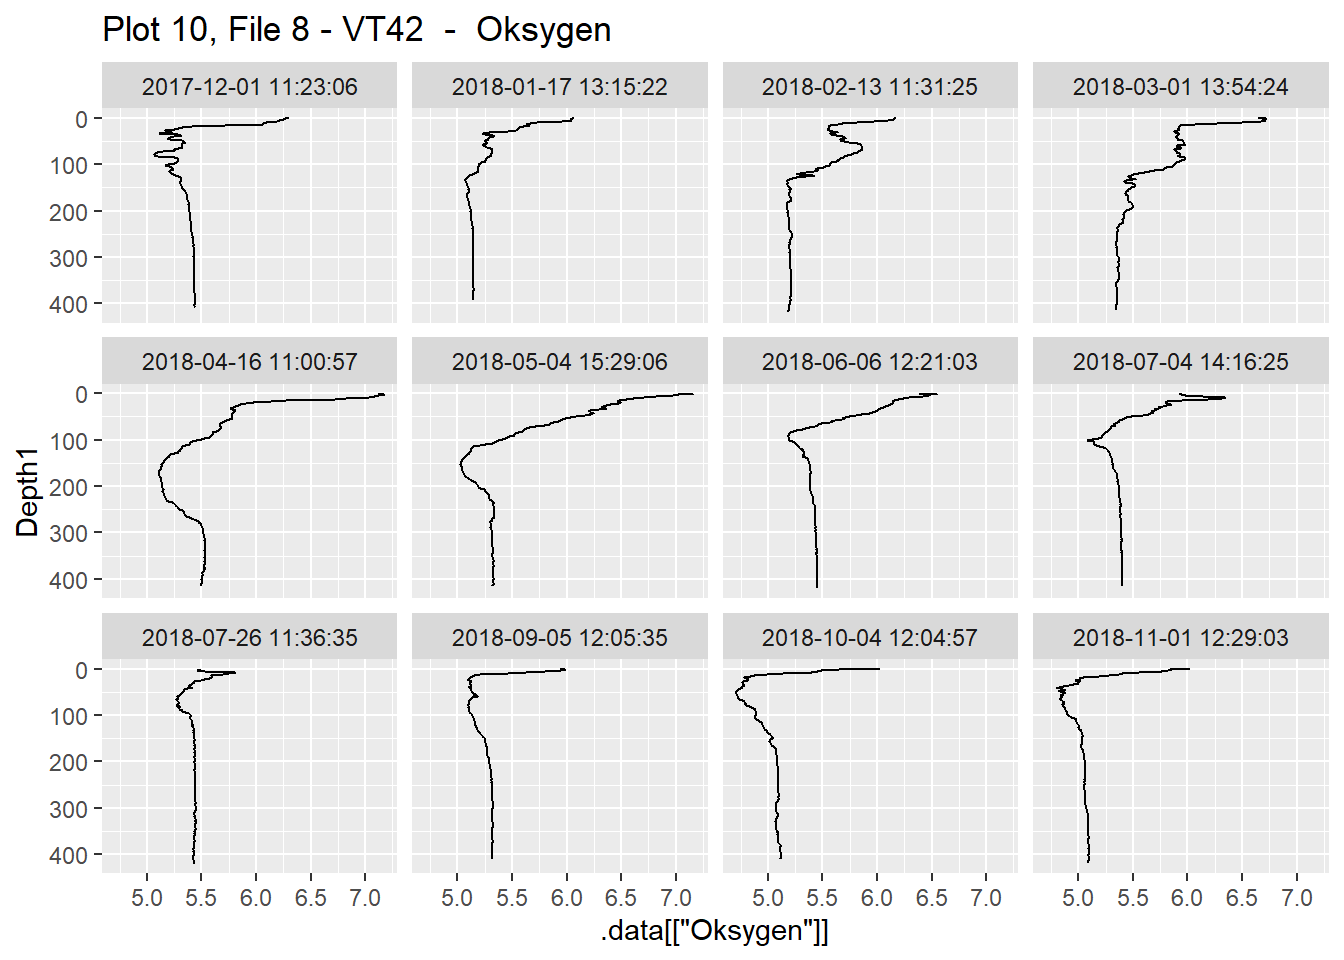 Plot 10, File 8 - VT42  -  Oksygen
2017-12-01 11:23:06 2018-01-17 13:15:22 2018-02-13 11:31:25 2018-03-01 13:54:24
0
100
200
300
400
2018-04-16 11:00:57 2018-05-04 15:29:06 2018-06-06 12:21:03 2018-07-04 14:16:25
0
100
200
300
400
Depth1
2018-07-26 11:36:35 2018-09-05 12:05:35 2018-10-04 12:04:57 2018-11-01 12:29:03
0
100
200
300
400
5.0 5.5 6.0 6.5 7.0 5.0 5.5 6.0 6.5 7.0 5.0 5.5 6.0 6.5 7.0 5.0 5.5 6.0 6.5 7.0
.data[["Oksygen"]]